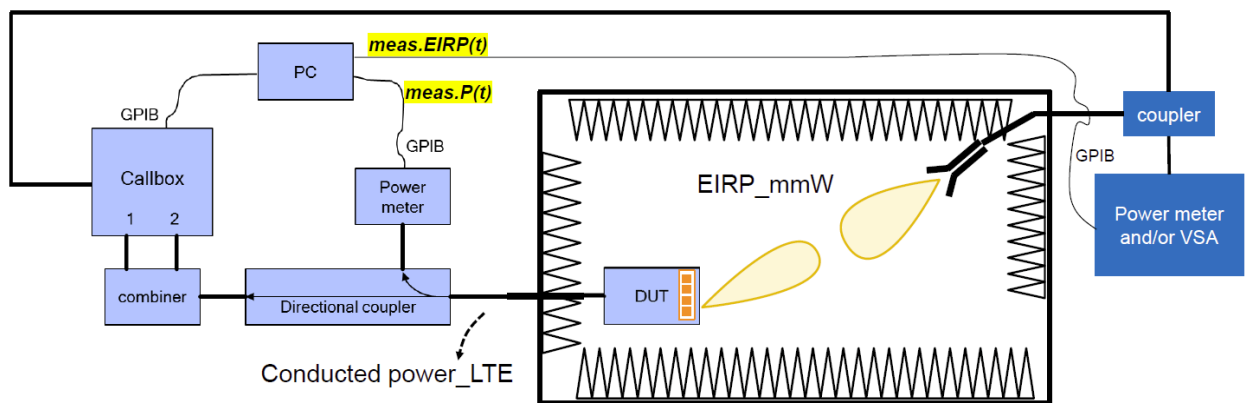 meas.EIRP(t)
PC
meas.P(t)
GPIB
GPIB
Callbox
1 2
Power
meter
EIRP_mmW
coupler
GPIB
Power meter
and/or VSA
combiner
Directional coupler
DUT
Conducted power_LTE